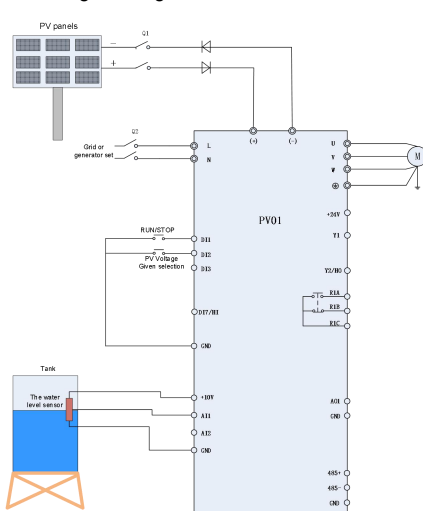 PV panels
Q1
−
+
(+)
(-)
Q2
Grid or
generator set
L
N
U
V
W
M
PV01
+24V
Y1
RUN/STOP
DI1
DI2
PV Voltage
Given selection
DI3
Y2/HO
R1A
R1B
R1C
DI7/HI
GND
Tank
The water
level sensor
+10V
AI1
AI2
GND
AO1
GND
485+
485-
GND